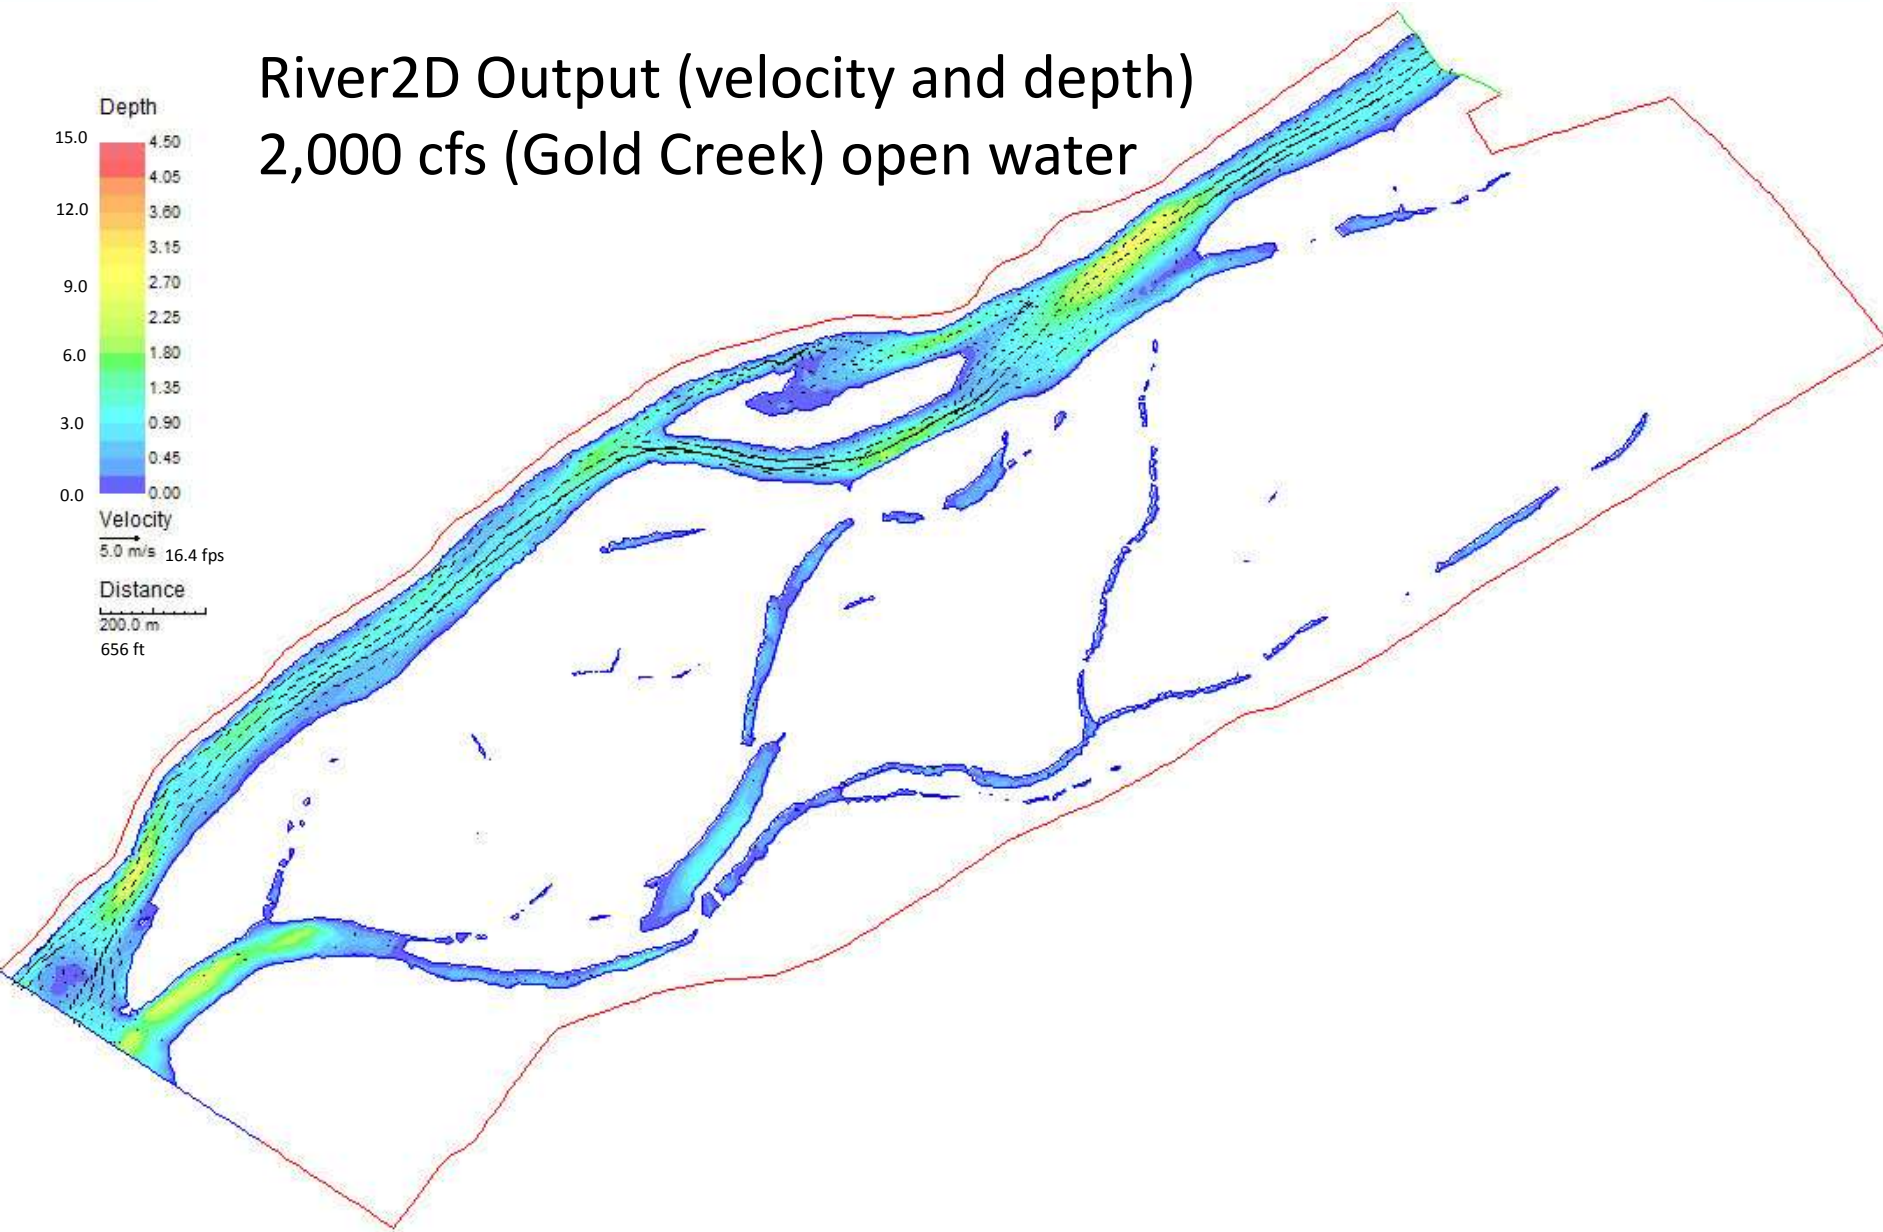 River2D Output (velocity and depth)
2,000 cfs (Gold Creek) open water
Depth
15.0 4.50
4.05
12.0 3.60
3.15
9.0 2.70
2.25
6.0 1.80
1.35
3.0 0.90
0.45
0.0 0.00
Velocity
5.0 m/s 16.4 fps
Distance
200.0 m
656 ft